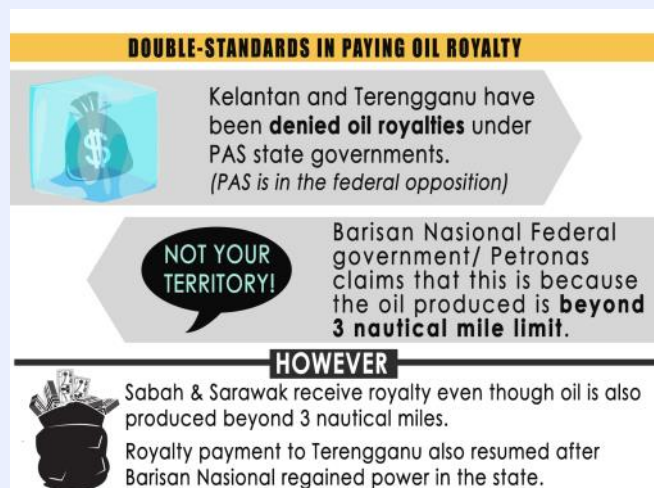 DOUBLE-STANDARDS IN PAYING OIL ROYALTY
$
Kelantan and Terengganu have
been denied oil royalties under
PAS state governments.
(PAS is in the federal opposition)
NOT YOUR
TERRITORY!
Barisan Nasional Federal
government/ Petronas
claims that this is because
the oil produced is beyond
3 nautical mile limit.
HOWEVER
Sabah & Sarawak receive royalty even though oil is also
produced beyond 3 nautical miles.
Royalty payment to Terengganu also resumed after
Barisan Nasional regained power in the state.